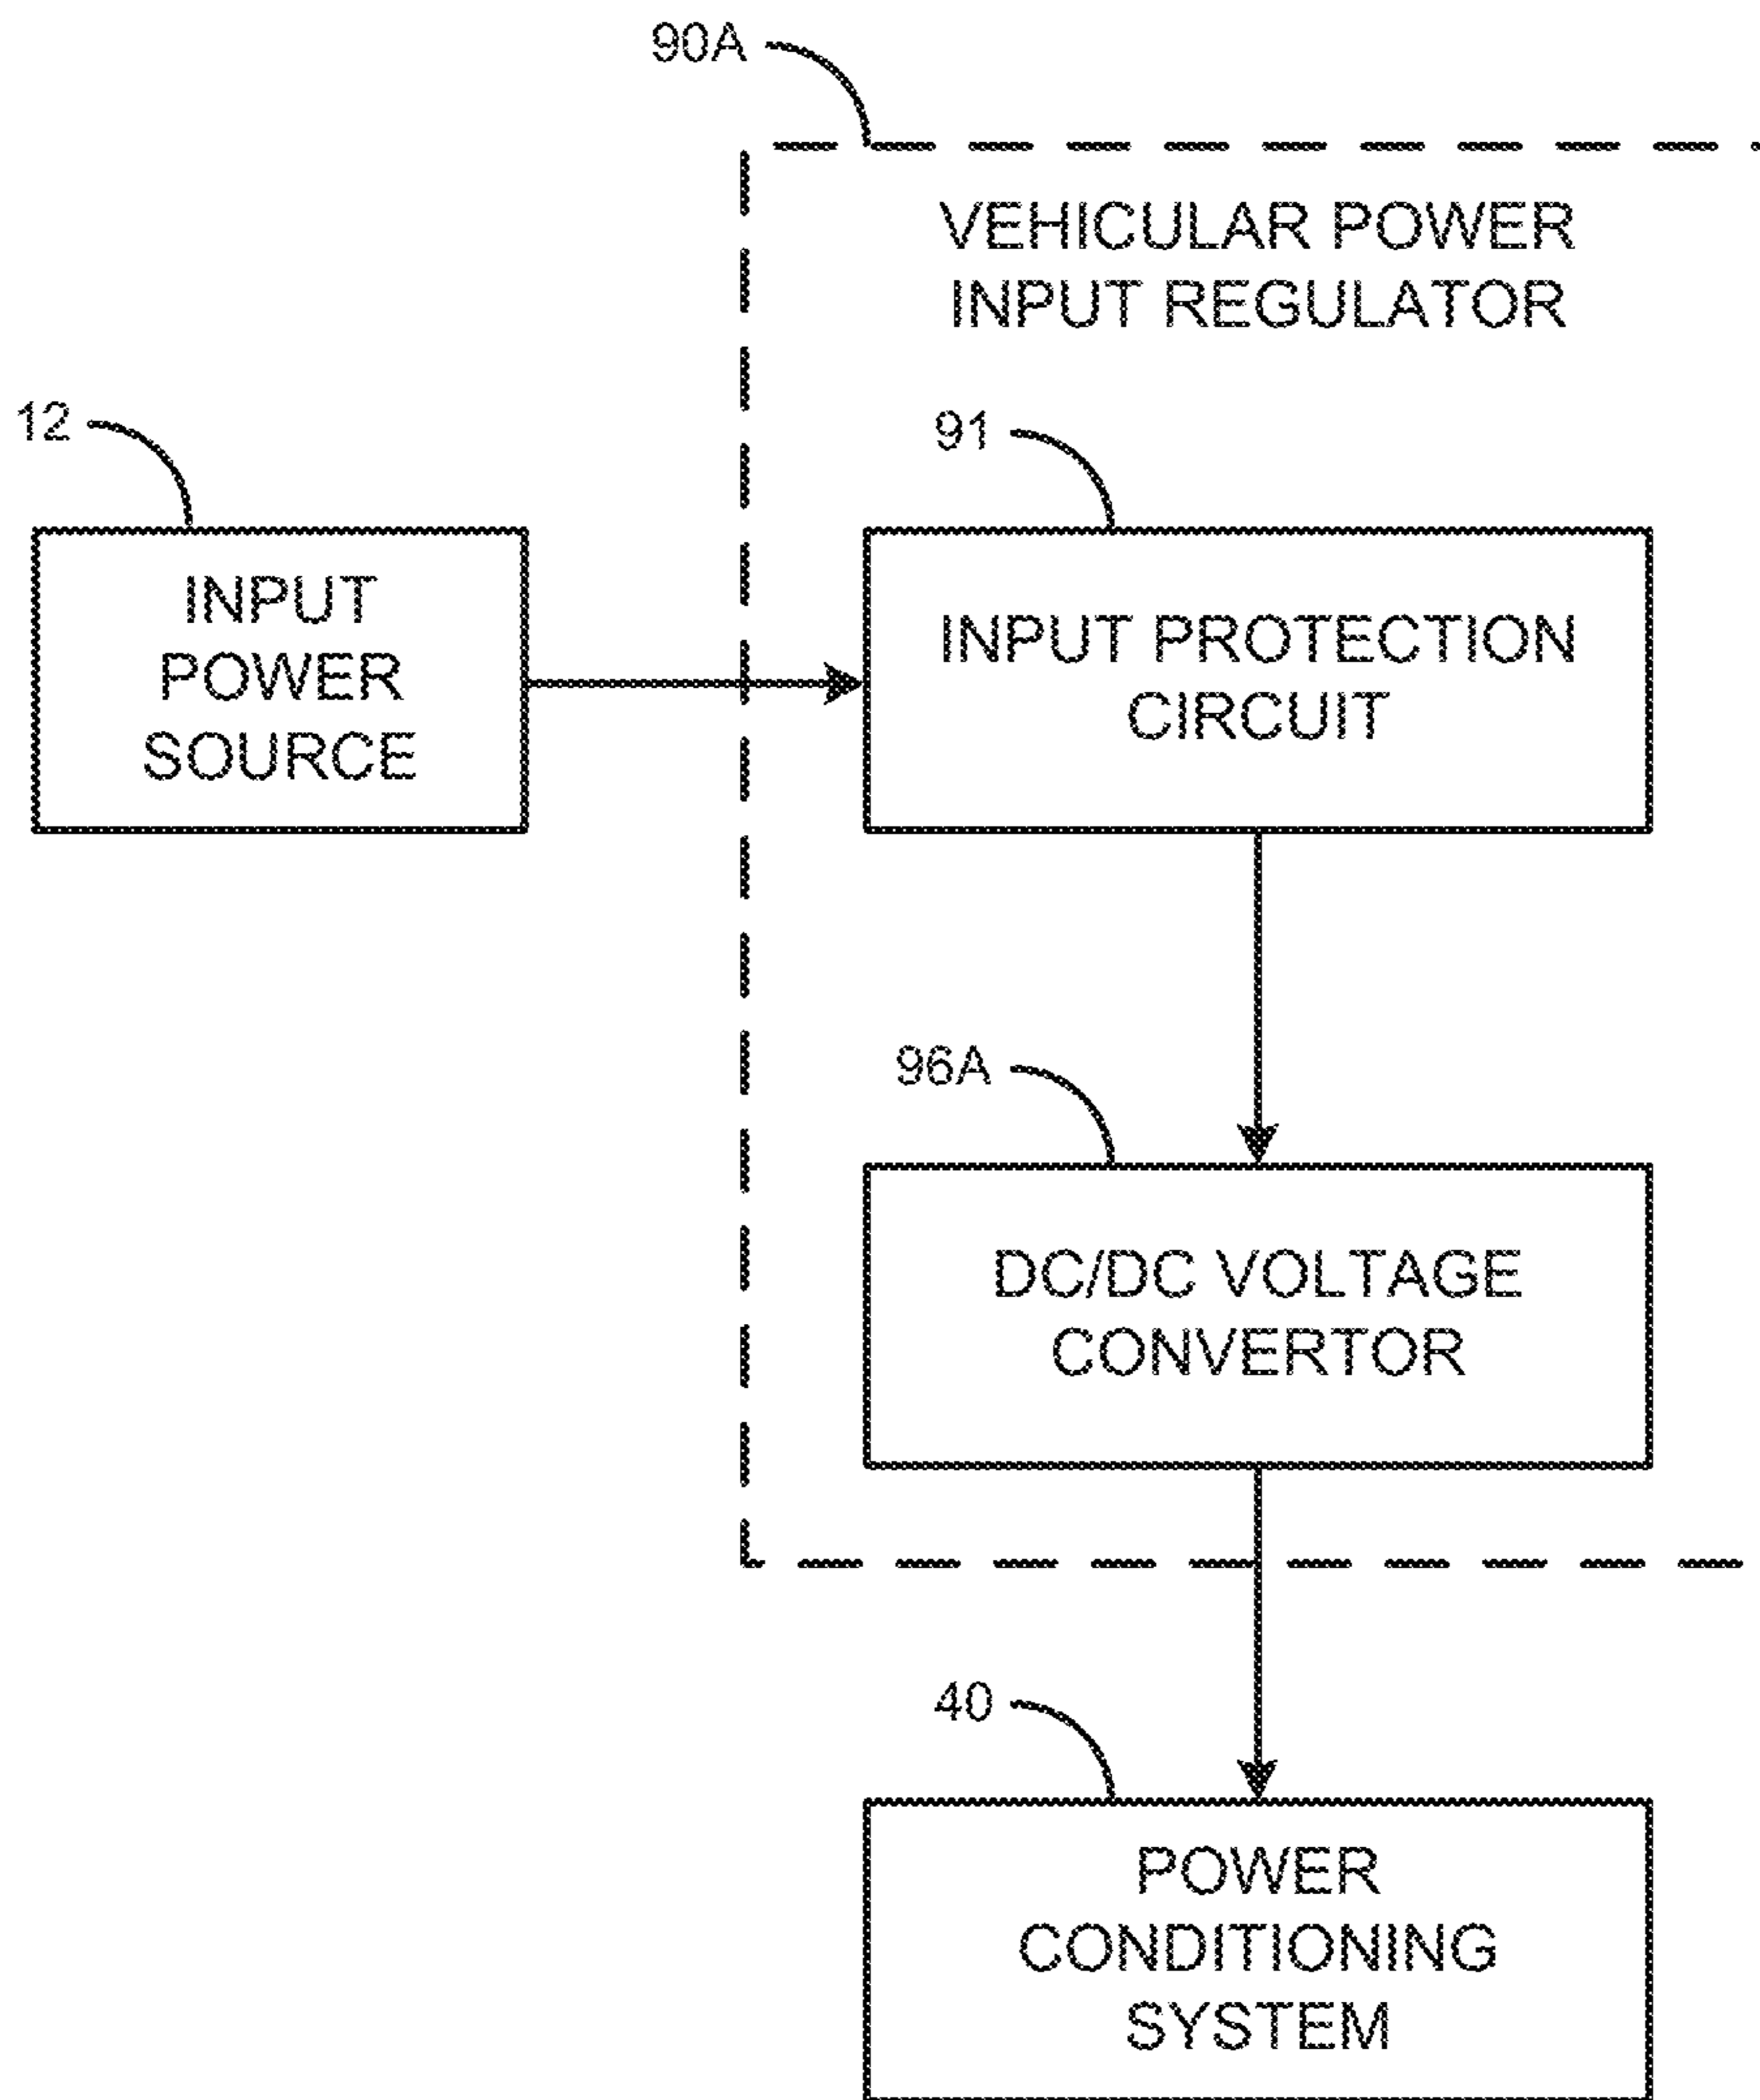 90A
VEHICULAR POWER
INPUT REGULATOR
12
91
INPUT
POWER
SOURCE
INPUT PROTECTION
CIRCUIT
96A
DC/DC VOLTAGE
CONVERTOR
40
POWER
CONDITIONING
SYSTEM